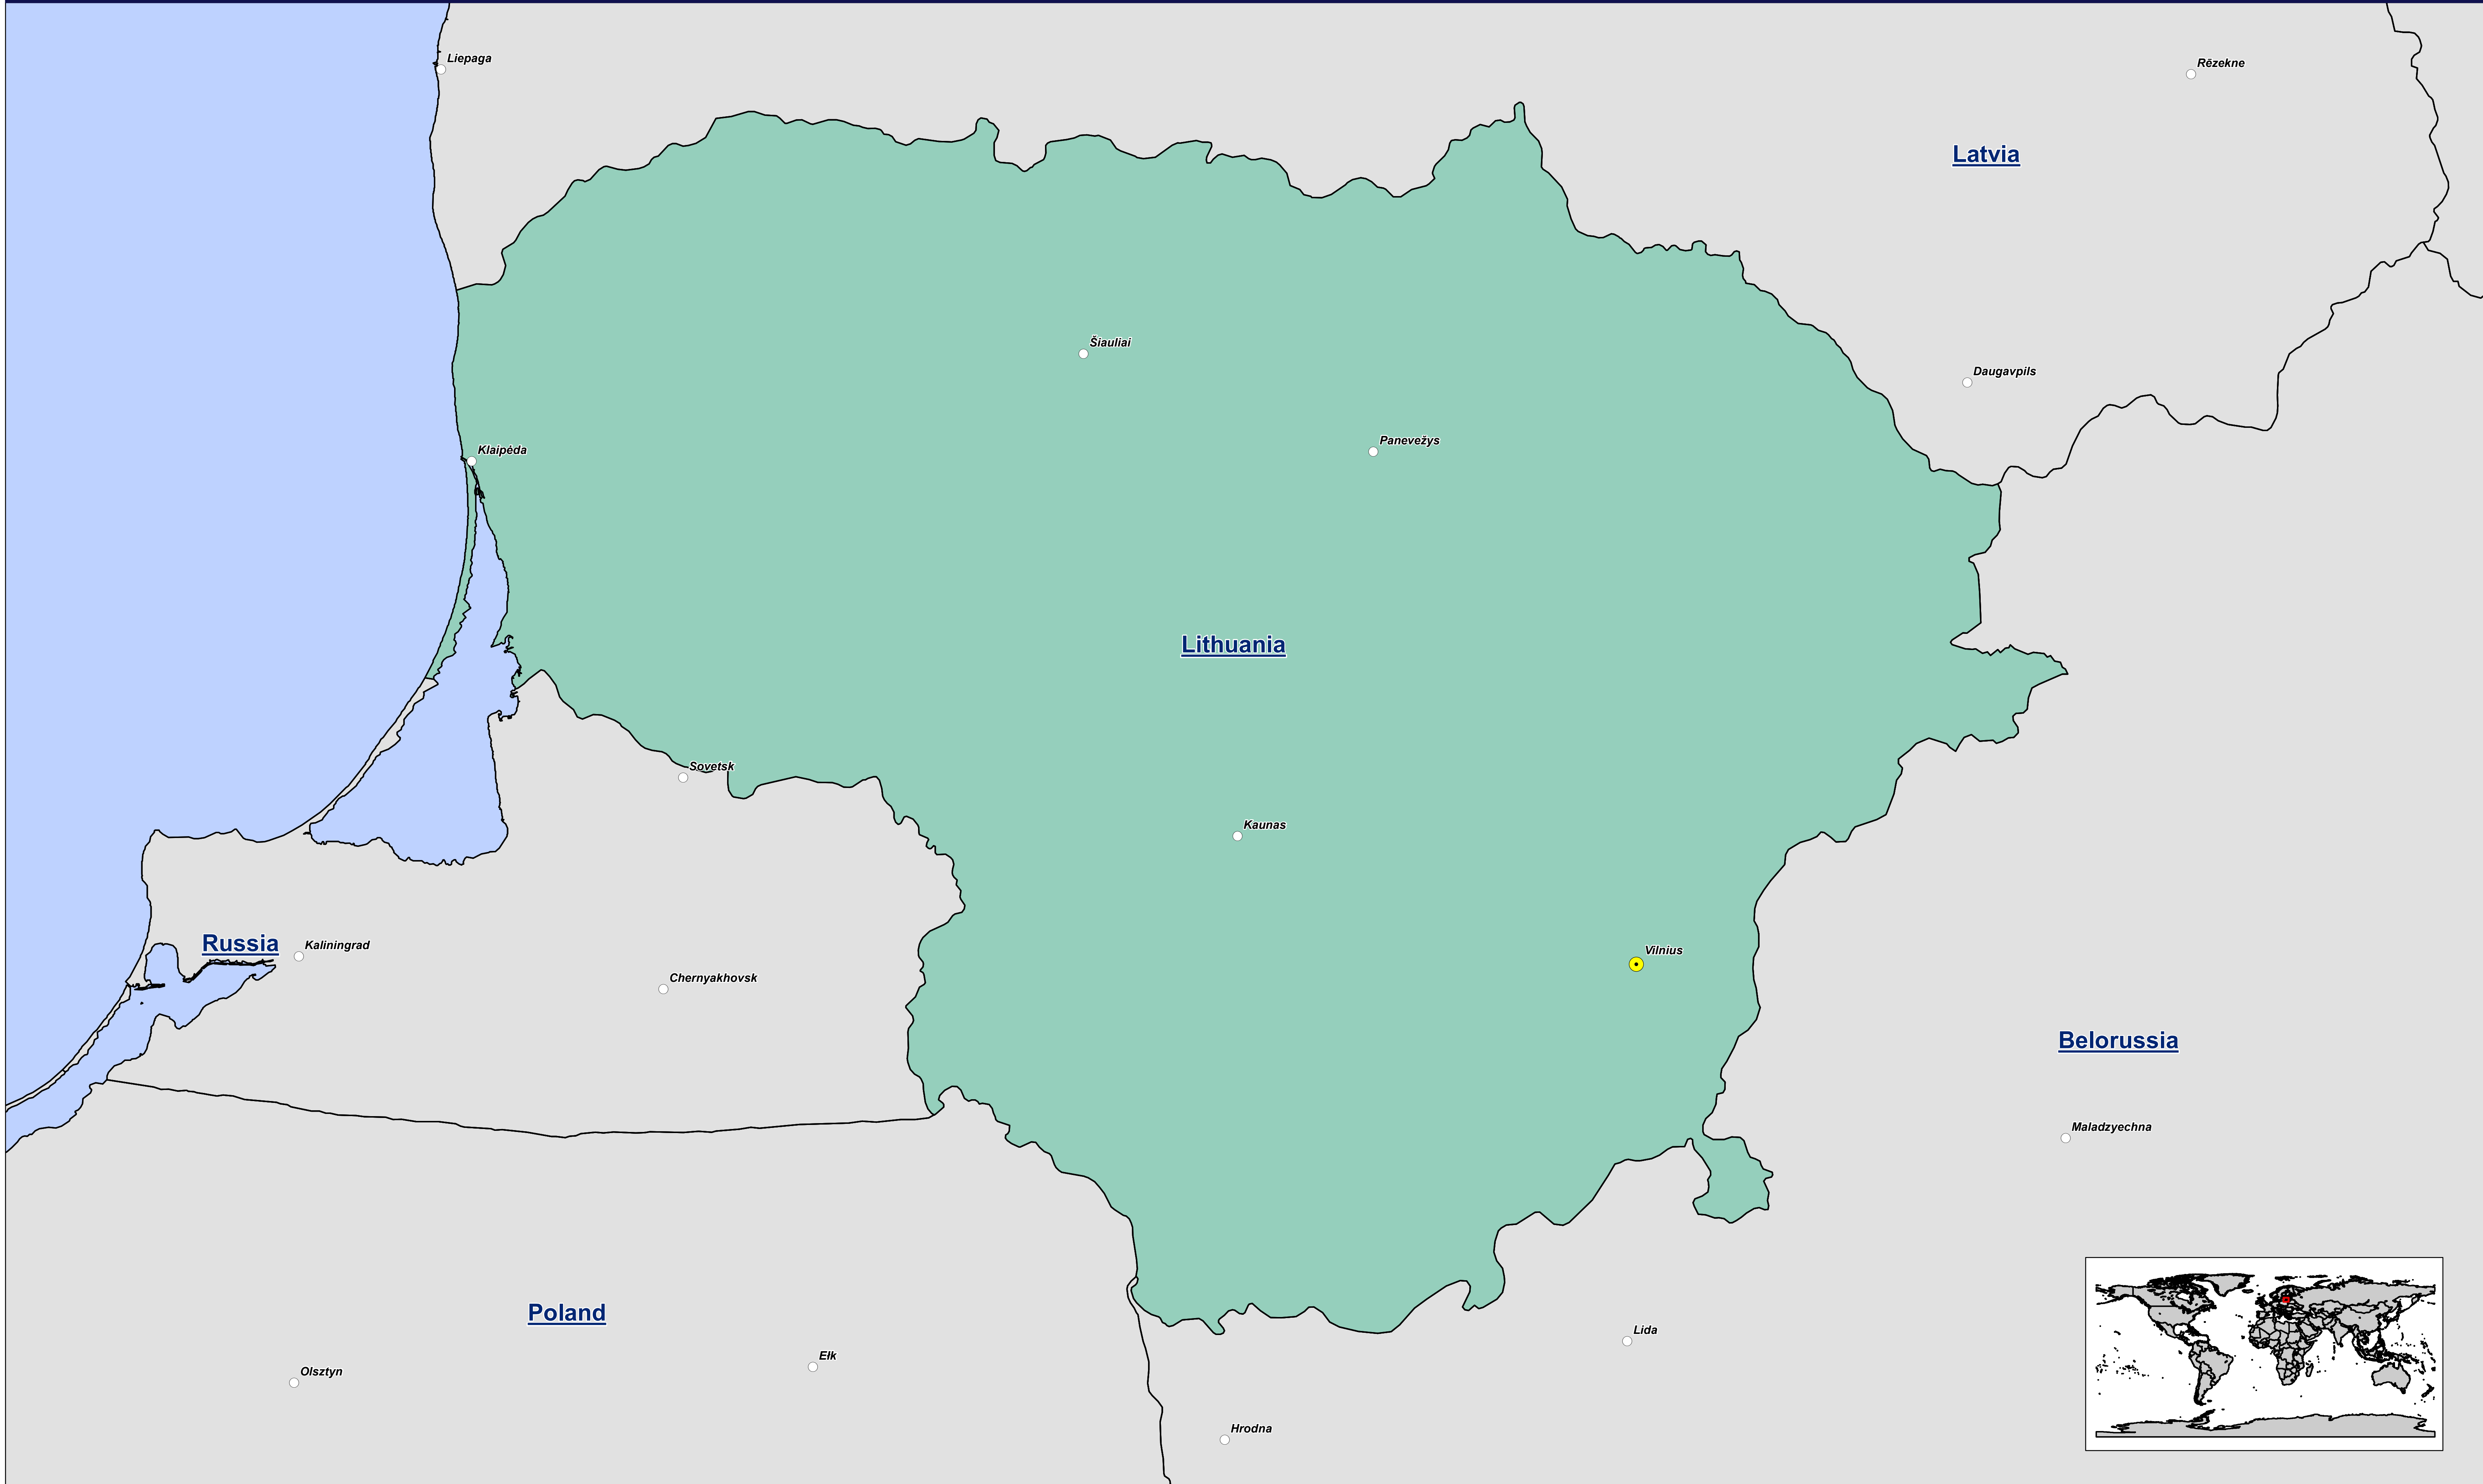 Liepaga
Rēzekne
Latvia
Šiauliai
Daugavpils
Panevežys
Klaipėda
Lithuania
Sovetsk
Kaunas
Russia
Kaliningrad
Vilnius
Chernyakhovsk
Belorussia
Maladzyechna
Poland
Lida
Ełk
Olsztyn
Hrodna